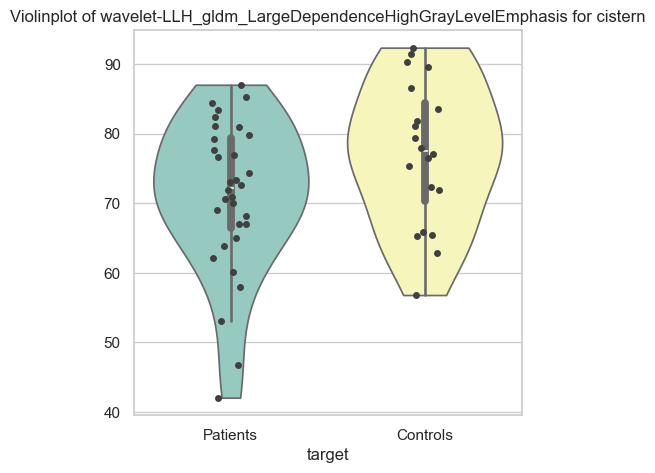 Violinplot of wavelet-LLH_gldm_LargeDependenceHighGrayLevelEmphasis for cistern
90
80
70
60
50
40
Patients
Controls
target